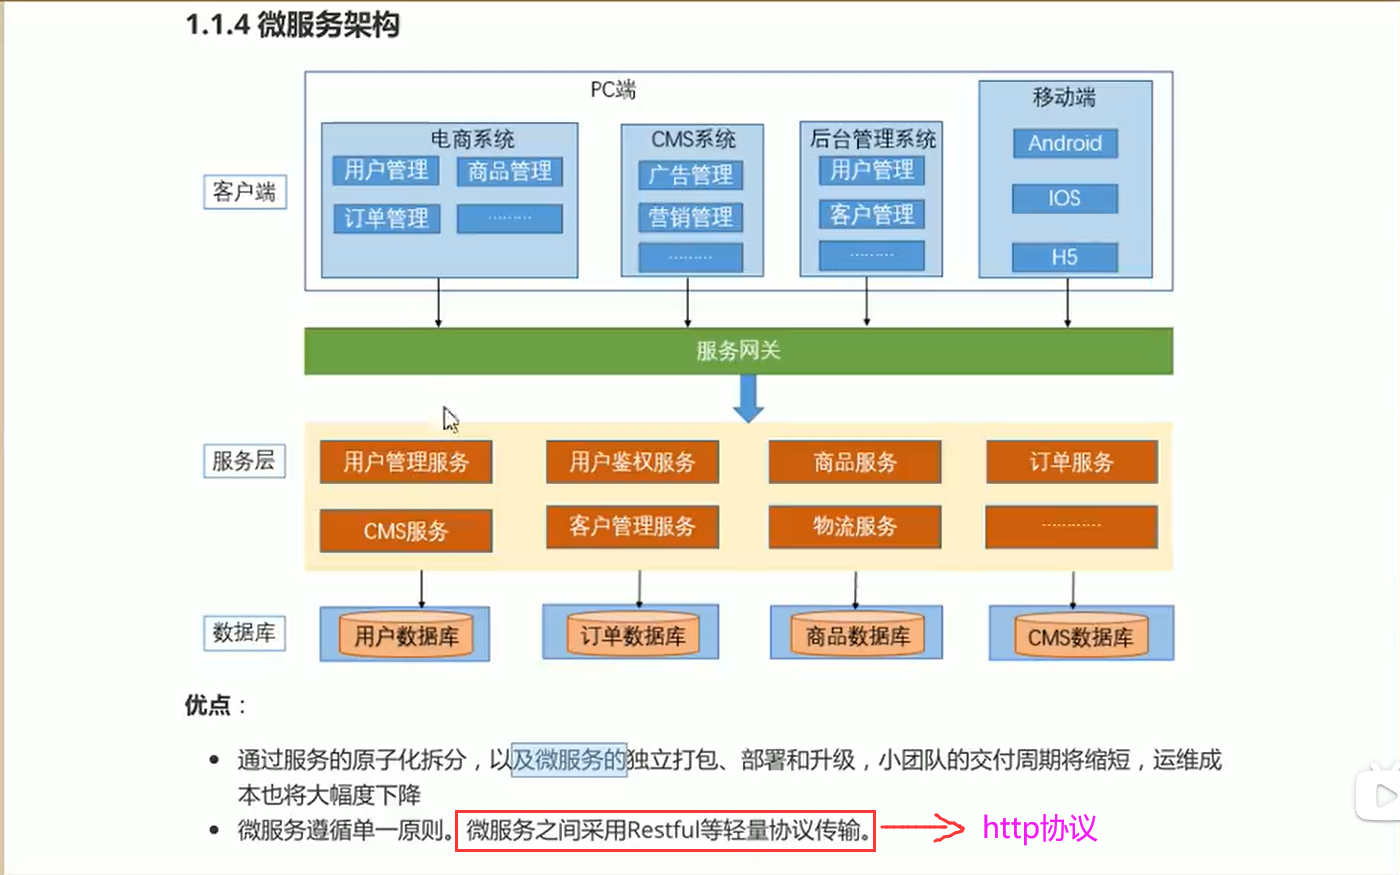 1.1.4 微服务架构
PC端
移动端
电商系统
CMS系统
后台管理系统
Android
用户管理
商品管理
广告管理
用户管理
客户端
IOS
订单管理
………
营销管理
客户管理
………
………
H5
服务网关
服务层
用户管理服务
用户鉴权服务
商品服务
订单服务
CMS服务
客户管理服务
物流服务
…………
数据库
用户数据库
订单数据库
商品数据库
CMS数据库
优点：
通过服务的原子化拆分，以及微服务的独立打包、部署和升级，小团队的交付周期将缩短，运维成
本也将大幅度下降
微服务遵循单一原则。微服务之间采用Restful等轻量协议传输。
http协议